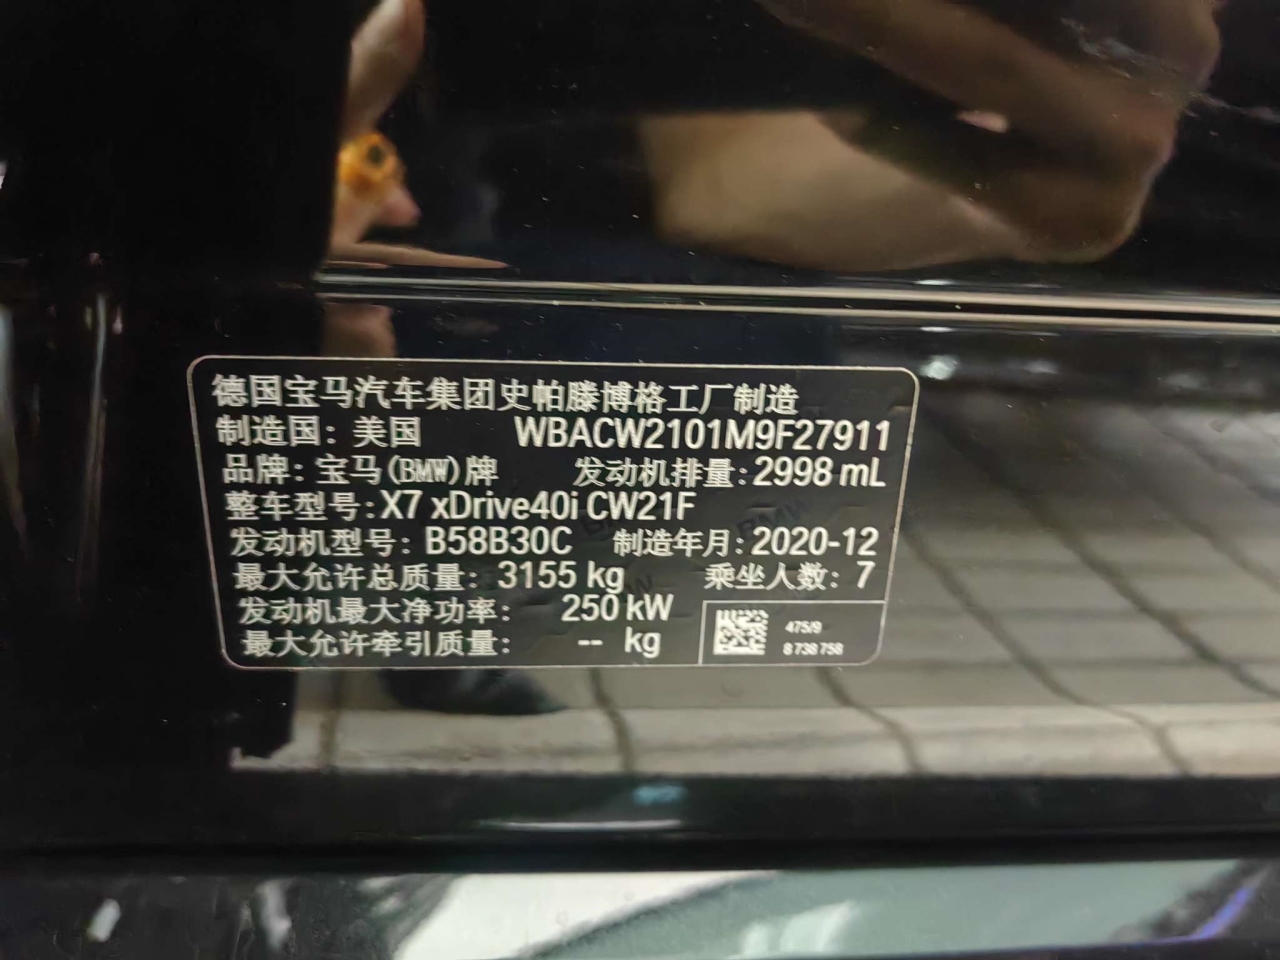 德国宝马汽车集团史帕滕博格工厂制造
制造国：美国 WBACW2101M9F27911
品牌：宝马(BMW)牌 发动机排量：2998 mL
整车型号：X7 xDrive40i CW21F
发动机型号：B58B30C 制造年月：2020-12
最大允许总质量：3155 kg 乘坐人数：7
发动机最大净功率：250 kW
最大允许牵引质量：-- kg
475/9
8 738 758